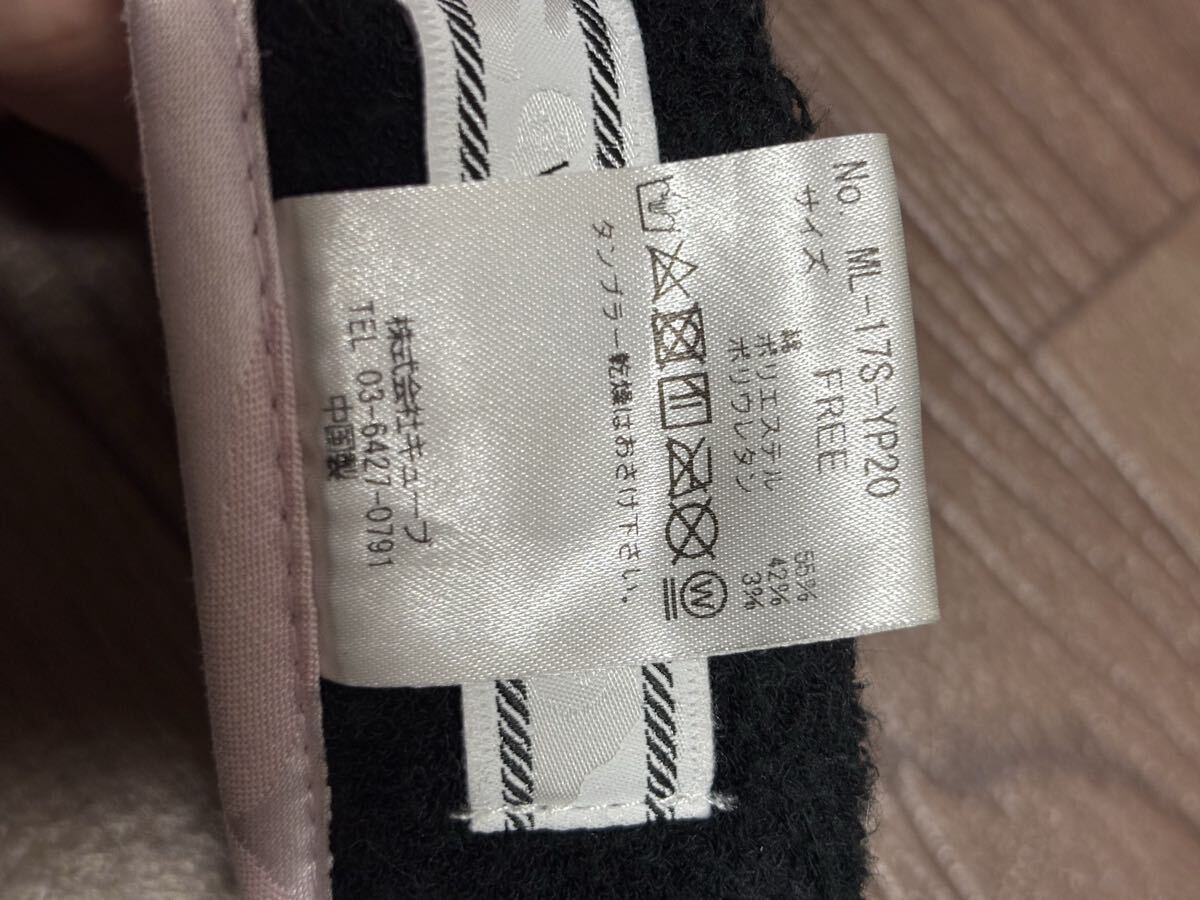 No. ML-17S-YP20
サイズ FREE
綿 55%
ポリエステル 42%
ポリウレタン 3%
W
タンブラー乾燥はおさけ下さい.
株式会社キューブ
TEL 03-6427-0791
中国製